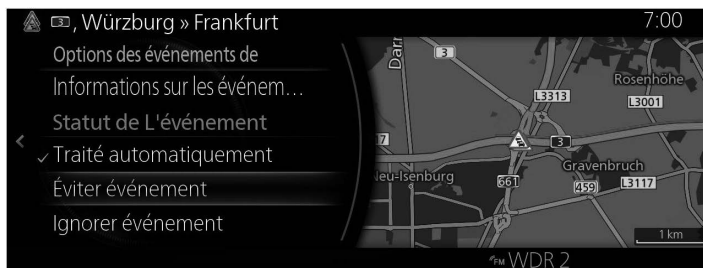 3 , Würzburg » Frankfurt
7:00
Options des événements de
Informations sur les événem…
Statut de L'événement
Traité automatiquement
Éviter événement
Ignorer événement
Dar
3
Rosenhöhe
L3313
L3001
7
3
Gravenbruch
Neu-Isenburg
661
459
L3117
1 km
FM WDR 2